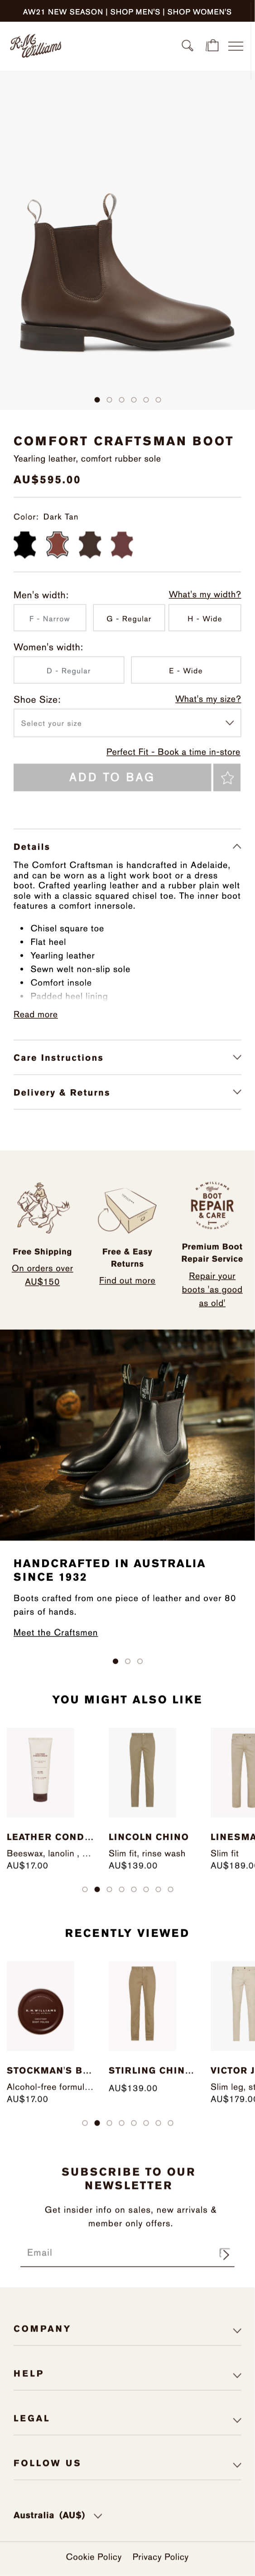 AW21 NEW SEASON | SHOP MEN'S | SHOP WOMEN'S
R.M.
Williams
COMFORT CRAFTSMAN BOOT
Yearling leather, comfort rubber sole
AU$595.00
Color: Dark Tan
Men's width: What's my width?
F - Narrow G - Regular H - Wide
Women's width:
D - Regular E - Wide
Shoe Size: What's my size?
Select your size
Perfect Fit - Book a time in-store
ADD TO BAG
Details
The Comfort Craftsman is handcrafted in Adelaide,
and can be worn as a light work boot or a dress
boot. Crafted yearling leather and a rubber plain welt
sole with a classic squared chisel toe. The inner boot
features a comfort innersole.
• Chisel square toe
• Flat heel
• Yearling leather
• Sewn welt non-slip sole
• Comfort insole
• Padded heel lining
Read more
Care Instructions
Delivery & Returns
R.M.WILLIAMS
Official
BOOT
REPAIR
& CARE
'AS GOOD AS OLD'
Free Shipping
On orders over
AU$150
Free & Easy
Returns
Find out more
Premium Boot
Repair Service
Repair your
boots 'as good
as old'
HANDCRAFTED IN AUSTRALIA
SINCE 1932
Boots crafted from one piece of leather and over 80
pairs of hands.
Meet the Craftsmen
YOU MIGHT ALSO LIKE
LEATHER COND... LINCOLN CHINO LINESMA
Beeswax, lanolin , ... Slim fit, rinse wash Slim fit
AU$17.00 AU$139.00 AU$189.0
RECENTLY VIEWED
R.M.WILLIAMS
STOCKMAN'S B... STIRLING CHIN... VICTOR J
Alcohol-free formul... AU$139.00 Slim leg, st
AU$17.00 AU$179.0
SUBSCRIBE TO OUR
NEWSLETTER
Get insider info on sales, new arrivals &
member only offers.
Email
COMPANY
HELP
LEGAL
FOLLOW US
Australia (AU$)
Cookie Policy Privacy Policy